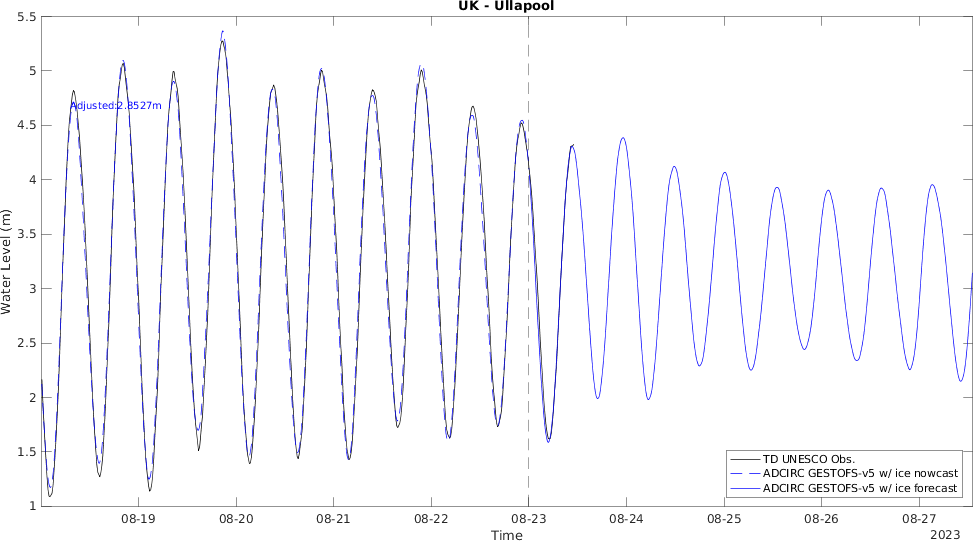 UK - Ullapool
5.5
5
4.5
4
3.5
3
2.5
2
1.5
1
Water Level (m)
Adjusted:2.8527m
TD UNESCO Obs.
ADCIRC GESTOFS-v5 w/ ice nowcast
ADCIRC GESTOFS-v5 w/ ice forecast
08-19 08-20 08-21 08-22 08-23 08-24 08-25 08-26 08-27
Time
2023